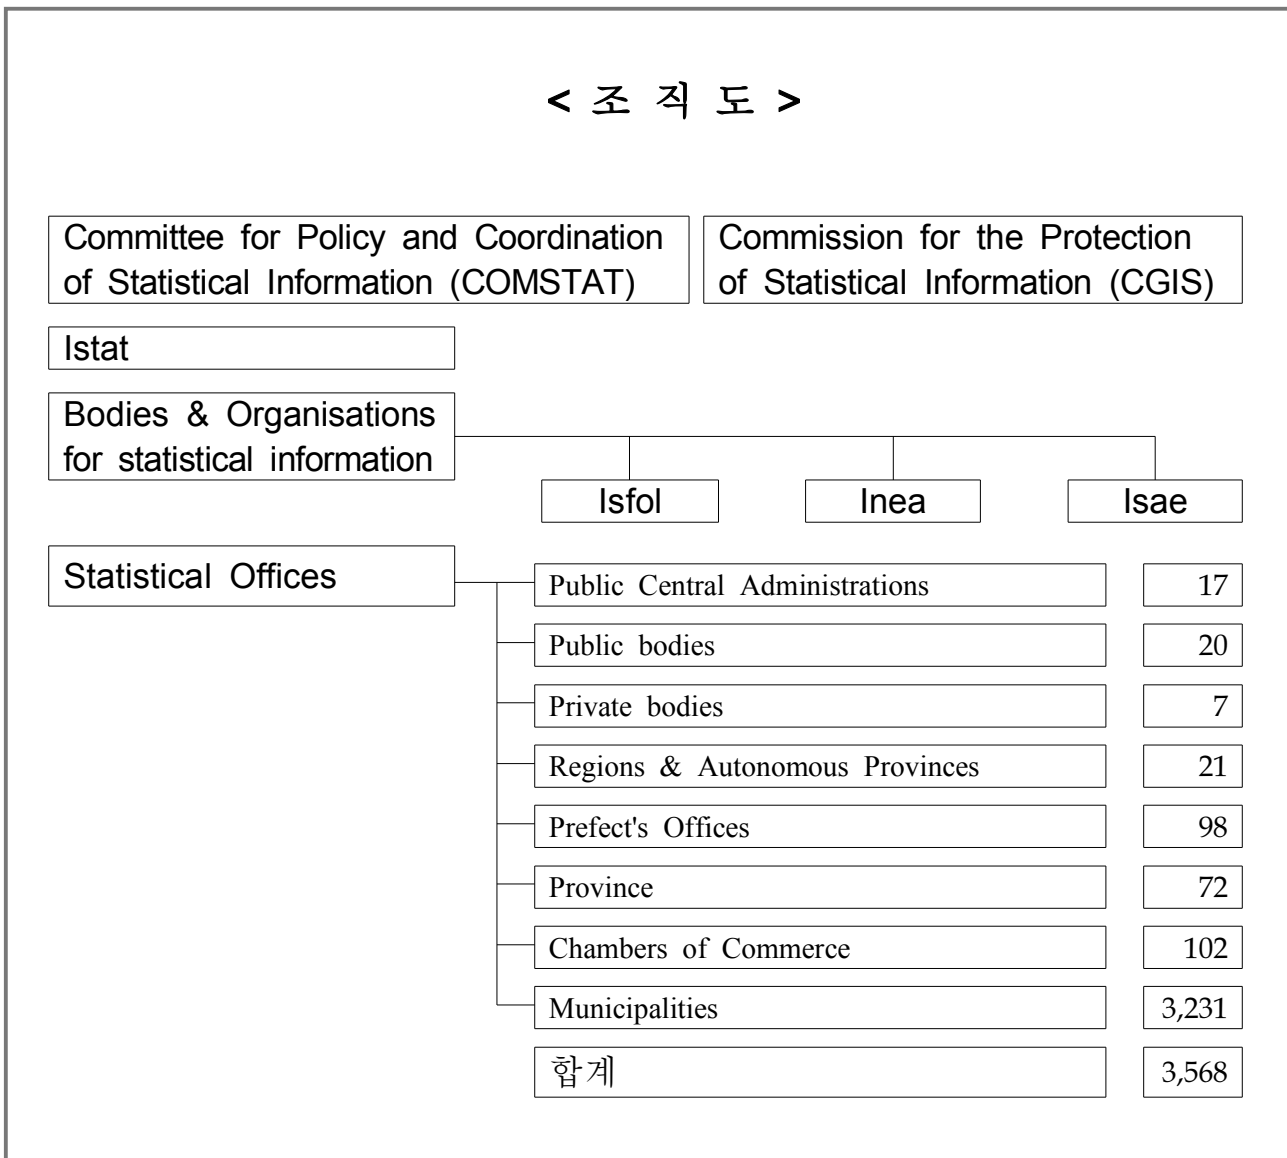 < 조 직 도 >
Committee for Policy and Coordination
of Statistical Information (COMSTAT)
Commission for the Protection
of Statistical Information (CGIS)
Istat
Bodies & Organisations
for statistical information
Isfol
Inea
Isae
Statistical Offices
Public Central Administrations 17
Public bodies 20
Private bodies 7
Regions & Autonomous Provinces 21
Prefect's Offices 98
Province 72
Chambers of Commerce 102
Municipalities 3,231
합계 3,568